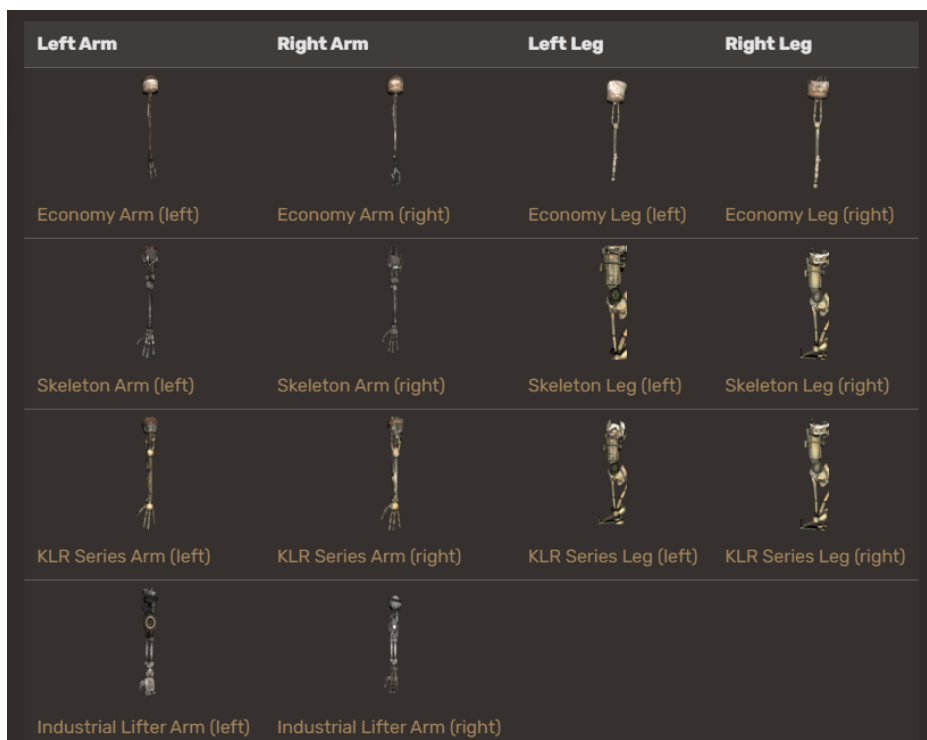 Left Arm Right Arm Left Leg Right Leg
Economy Arm (left) Economy Arm (right) Economy Leg (left) Economy Leg (right)
Skeleton Arm (left) Skeleton Arm (right) Skeleton Leg (left) Skeleton Leg (right)
KLR Series Arm (left) KLR Series Arm (right) KLR Series Leg (left) KLR Series Leg (right)
Industrial Lifter Arm (left) Industrial Lifter Arm (right)